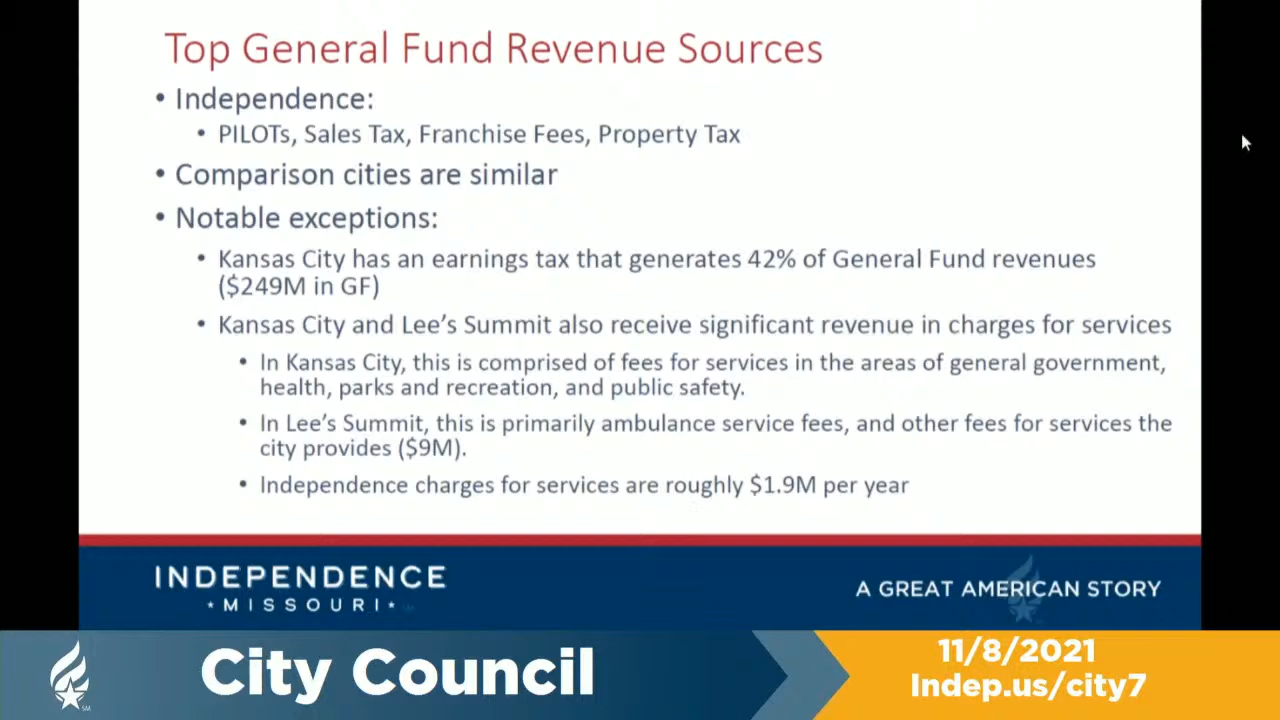 Top General Fund Revenue Sources
• Independence:
• PILOTs, Sales Tax, Franchise Fees, Property Tax
• Comparison cities are similar
• Notable exceptions:
• Kansas City has an earnings tax that generates 42% of General Fund revenues
($249M in GF)
• Kansas City and Lee's Summit also receive significant revenue in charges for services
• In Kansas City, this is comprised of fees for services in the areas of general government,
health, parks and recreation, and public safety.
• In Lee's Summit, this is primarily ambulance service fees, and other fees for services the
city provides ($9M).
• Independence charges for services are roughly $1.9M per year
INDEPENDENCE
★ MISSOURI ★
A GREAT AMERICAN STORY
City Council
11/8/2021
Indep.us/city7
SM